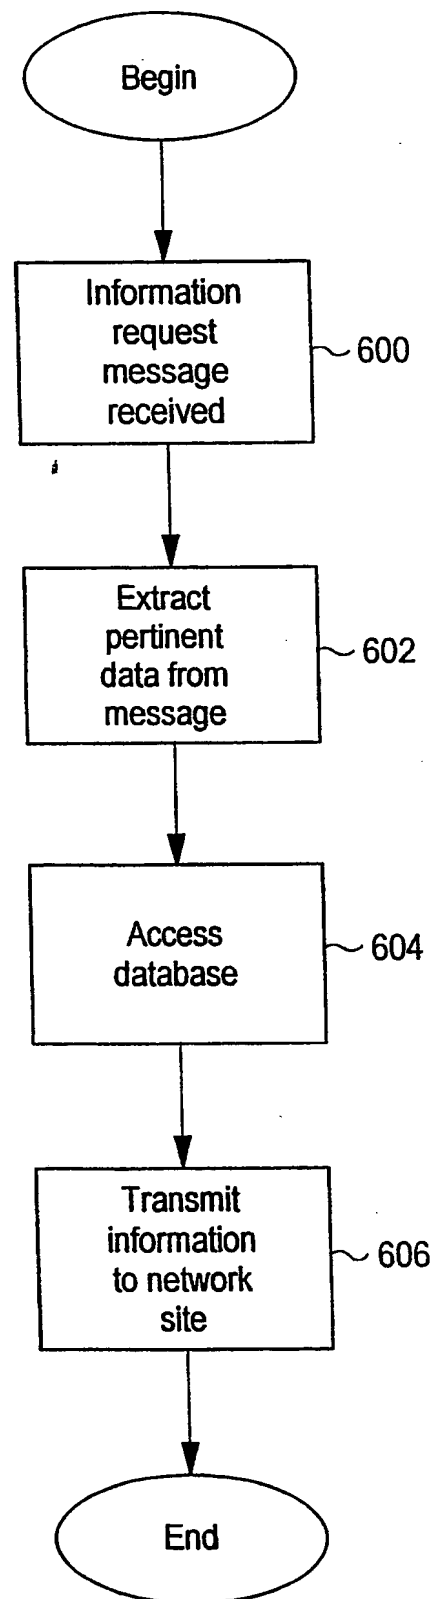 Begin
Information
request
message
received
600
Extract
pertinent
data from
message
602
Access
database
604
Transmit
information
to network
site
606
End